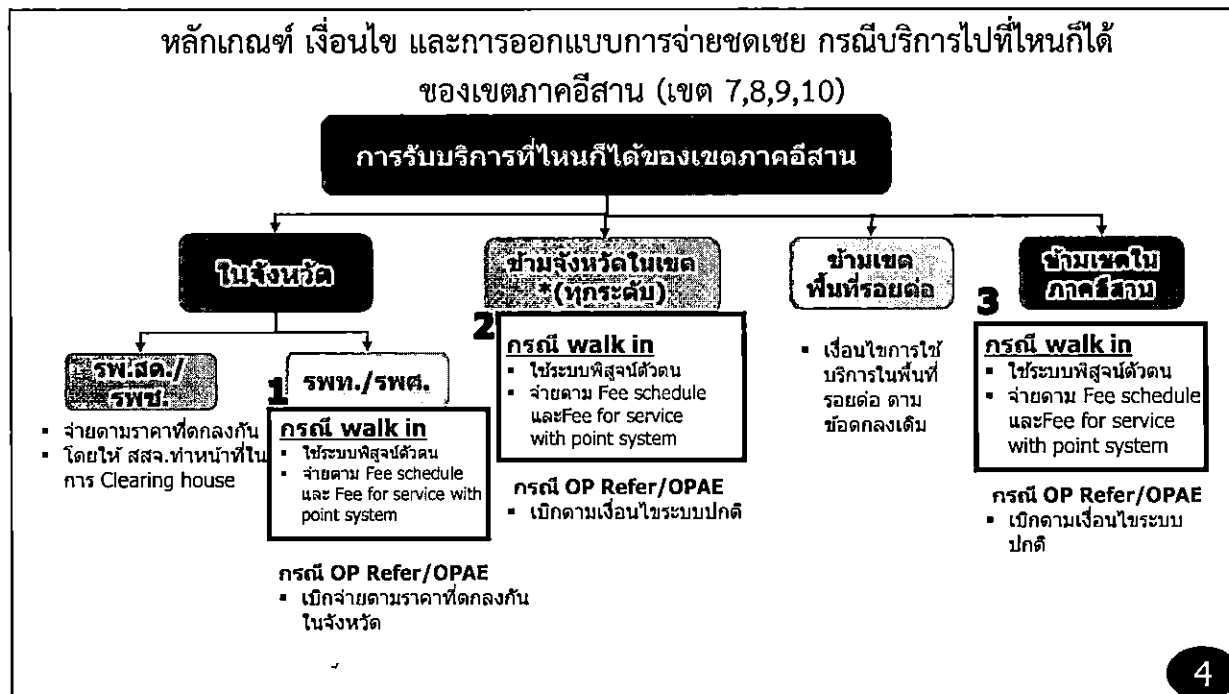 หลักเกณฑ์ เงื่อนไข และการออกแบบการจ่ายชดเชย กรณีบริการไปที่ไหนก็ได้
ของเขตภาคอีสาน (เขต 7,8,9,10)
การรับบริการที่ไหนก็ได้ของเขตภาคอีสาน
ในจังหวัด
ข้ามจังหวัดในเขต
*(ทุกระดับ)
ข้ามเขต
พื้นที่รอยต่อ
ข้ามเขตใน
ภาคอีสาน
รพ.สต./
รพช.
▪ จ่ายตามราคาที่ตกลงกัน
▪ โดยให้ สสจ.ทำหน้าที่ใน
การ Clearing house
1
รพท./รพศ.
กรณี walk in
▪ ใช้ระบบพิสูจน์ตัวตน
▪ จ่ายตาม Fee schedule
และ Fee for service with
point system
กรณี OP Refer/OPAE
▪ เบิกจ่ายตามราคาที่ตกลงกัน
ในจังหวัด
2
กรณี walk in
▪ ใช้ระบบพิสูจน์ตัวตน
▪ จ่ายตาม Fee schedule
และFee for service
with point system
กรณี OP Refer/OPAE
▪ เบิกตามเงื่อนไขระบบปกติ
▪ เงื่อนไขการใช้
บริการในพื้นที่
รอยต่อ ตาม
ข้อตกลงเดิม
3
กรณี walk in
▪ ใช้ระบบพิสูจน์ตัวตน
▪ จ่ายตาม Fee schedule
และFee for service
with point system
กรณี OP Refer/OPAE
▪ เบิกตามเงื่อนไขระบบ
ปกติ
4